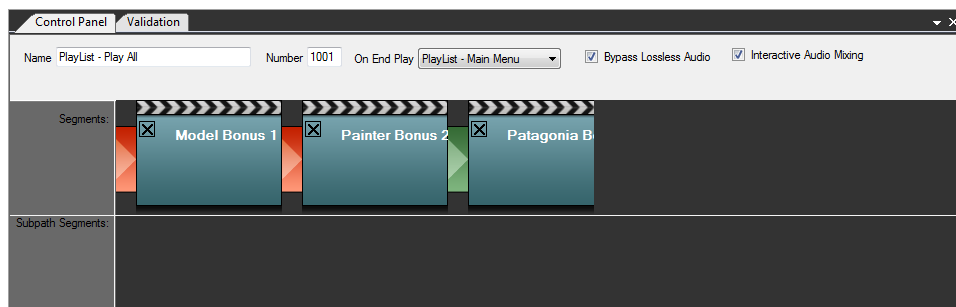 Control Panel Validation
Name PlayList - Play All Number 1001 On End Play PlayList - Main Menu Bypass Lossless Audio Interactive Audio Mixing
Segments: Model Bonus 1 Painter Bonus 2 Patagonia B
Subpath Segments: